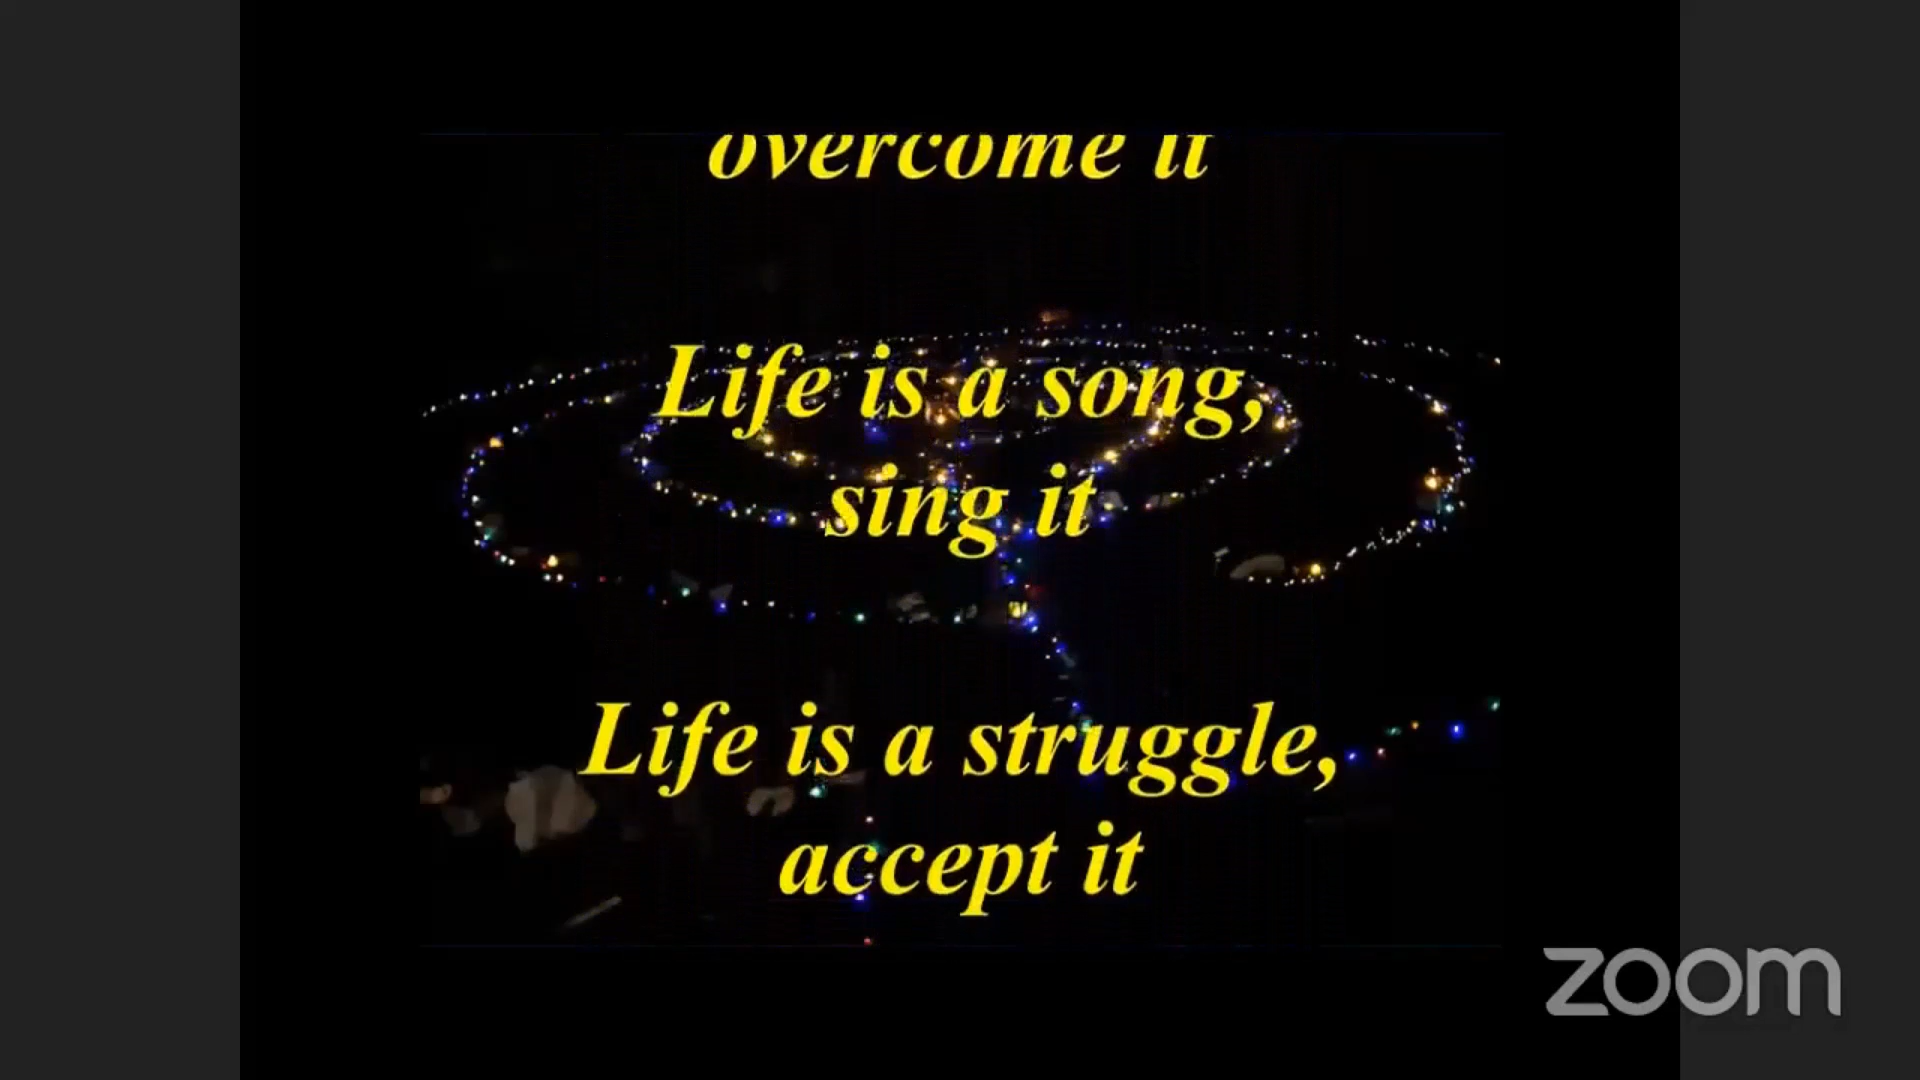 overcome it
Life is a song,
sing it
Life is a struggle,
accept it
zoom